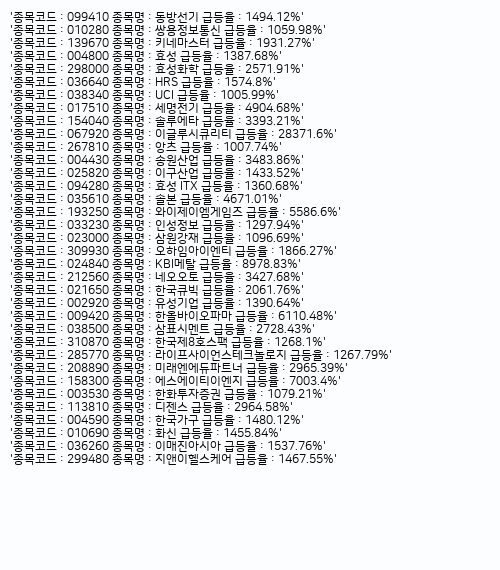 '종목코드 : 099410 종목명 : 동방선기 급등율 : 1494.12%'
'종목코드 : 010280 종목명 : 쌍용정보통신 급등율 : 1059.98%'
'종목코드 : 139670 종목명 : 키네마스터 급등율 : 1931.27%'
'종목코드 : 004800 종목명 : 효성 급등율 : 1387.68%'
'종목코드 : 298000 종목명 : 효성화학 급등율 : 2571.91%'
'종목코드 : 036640 종목명 : HRS 급등율 : 1574.8%'
'종목코드 : 038340 종목명 : UCI 급등율 : 1005.99%'
'종목코드 : 017510 종목명 : 세명전기 급등율 : 4904.68%'
'종목코드 : 154040 종목명 : 솔루에타 급등율 : 3393.21%'
'종목코드 : 067920 종목명 : 이글루시큐리티 급등율 : 28371.6%'
'종목코드 : 267810 종목명 : 앙츠 급등율 : 1007.74%'
'종목코드 : 004430 종목명 : 송원산업 급등율 : 3483.86%'
'종목코드 : 025820 종목명 : 이구산업 급등율 : 1433.52%'
'종목코드 : 094280 종목명 : 효성 ITX 급등율 : 1360.68%'
'종목코드 : 035610 종목명 : 솔본 급등율 : 4671.01%'
'종목코드 : 193250 종목명 : 와이제이엠게임즈 급등율 : 5586.6%'
'종목코드 : 033230 종목명 : 인성정보 급등율 : 1297.94%'
'종목코드 : 023000 종목명 : 삼원강재 급등율 : 1096.69%'
'종목코드 : 309930 종목명 : 오하임아이엔티 급등율 : 1866.27%'
'종목코드 : 024840 종목명 : KBI메탈 급등율 : 8978.83%'
'종목코드 : 212560 종목명 : 네오오토 급등율 : 3427.68%'
'종목코드 : 021650 종목명 : 한국큐빅 급등율 : 2061.76%'
'종목코드 : 002920 종목명 : 유성기업 급등율 : 1390.64%'
'종목코드 : 009420 종목명 : 한올바이오파마 급등율 : 6110.48%'
'종목코드 : 038500 종목명 : 삼표시멘트 급등율 : 2728.43%'
'종목코드 : 310870 종목명 : 한국제8호스팩 급등율 : 1268.1%'
'종목코드 : 285770 종목명 : 라이프사이언스테크놀로지 급등율 : 1267.79%'
'종목코드 : 208890 종목명 : 미래엔에듀파트너 급등율 : 2965.39%'
'종목코드 : 158300 종목명 : 에스에이티이엔지 급등율 : 7003.4%'
'종목코드 : 003530 종목명 : 한화투자증권 급등율 : 1079.21%'
'종목코드 : 113810 종목명 : 디젠스 급등율 : 2964.58%'
'종목코드 : 004590 종목명 : 한국가구 급등율 : 1480.12%'
'종목코드 : 010690 종목명 : 화신 급등율 : 1455.84%'
'종목코드 : 036260 종목명 : 이매진아시아 급등율 : 1537.76%'
'종목코드 : 299480 종목명 : 지앤이헬스케어 급등율 : 1467.55%'